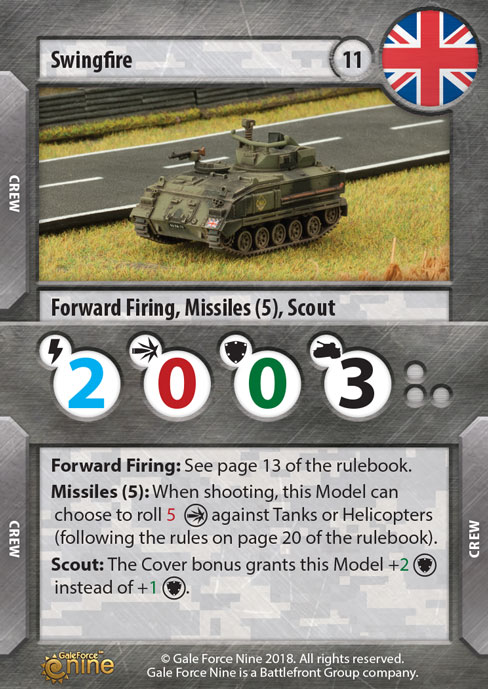 Swingfire
11
CREW
Forward Firing, Missiles (5), Scout
2
0
0
3
Forward Firing: See page 13 of the rulebook.
Missiles (5): When shooting, this Model can
choose to roll 5 against Tanks or Helicopters
(following the rules on page 20 of the rulebook).
Scout: The Cover bonus grants this Model +2
instead of +1 .
CREW
CREW
GaleForce™
nine
© Gale Force Nine 2018. All rights reserved.
Gale Force Nine is a Battlefront Group company.